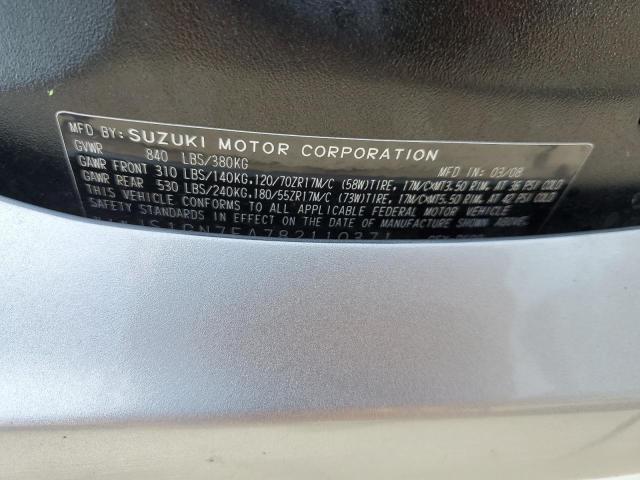 MFD BY: SUZUKI MOTOR CORPORATION
GVWR 840 LBS/380KG MFD IN 03/08
GAWR FRONT 310 LBS/140KG,120/70ZR17M/C (58W)TIRE, 17M/C×MT3.50 RIM, AT 36 PSI COLD
GAWR REAR 530 LBS/240KG,180/55ZR17M/C (73W)TIRE, 17M/C×MT5.50 RIM, AT 42 PSI COLD
THIS VEHICLE CONFORMS TO ALL APPLICABLE FEDERAL MOTOR VEHICLE
SAFETY STANDARDS IN EFFECT ON THE DATE OF MANUFACTURE SHOWN ABOVE.